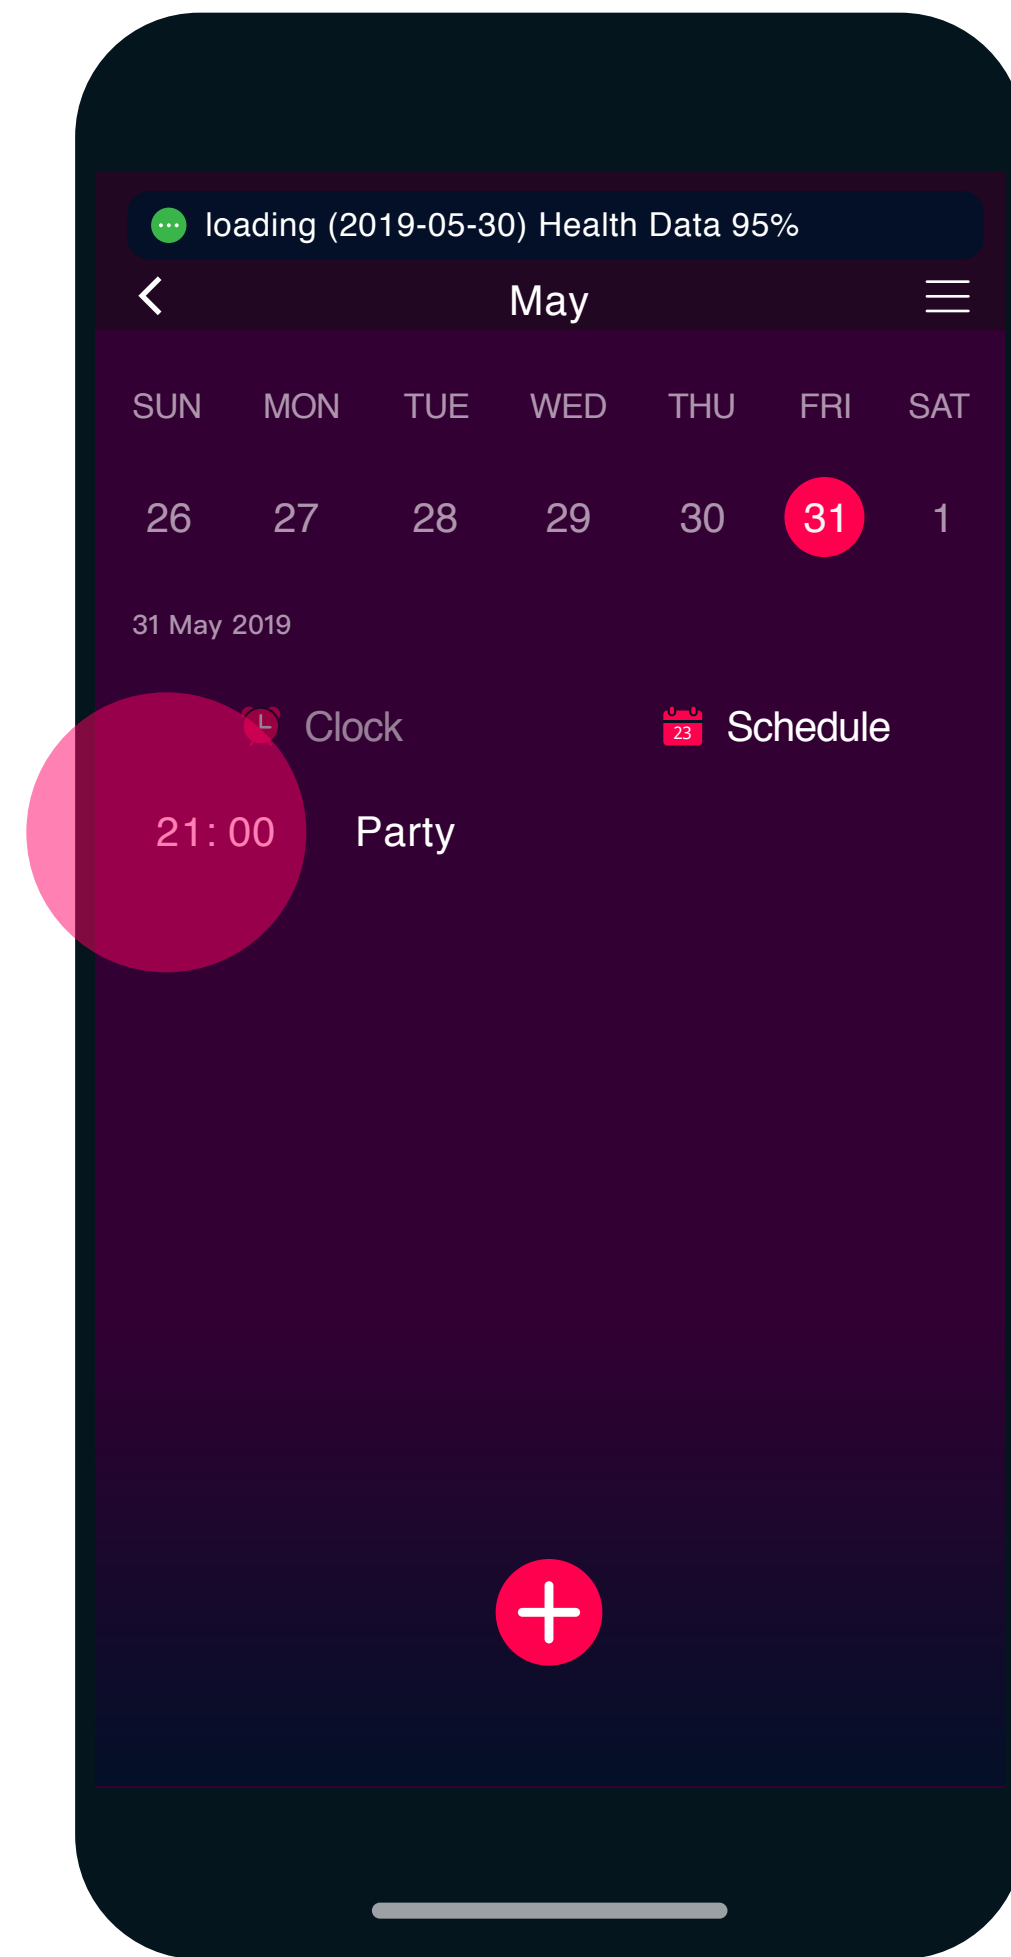 loading (2019-05-30) Health Data 95%
May
SUN MON TUE WED THU FRI SAT
26 27 28 29 30 31 1
31 May 2019
Clock 23 Schedule
21: 00 Party